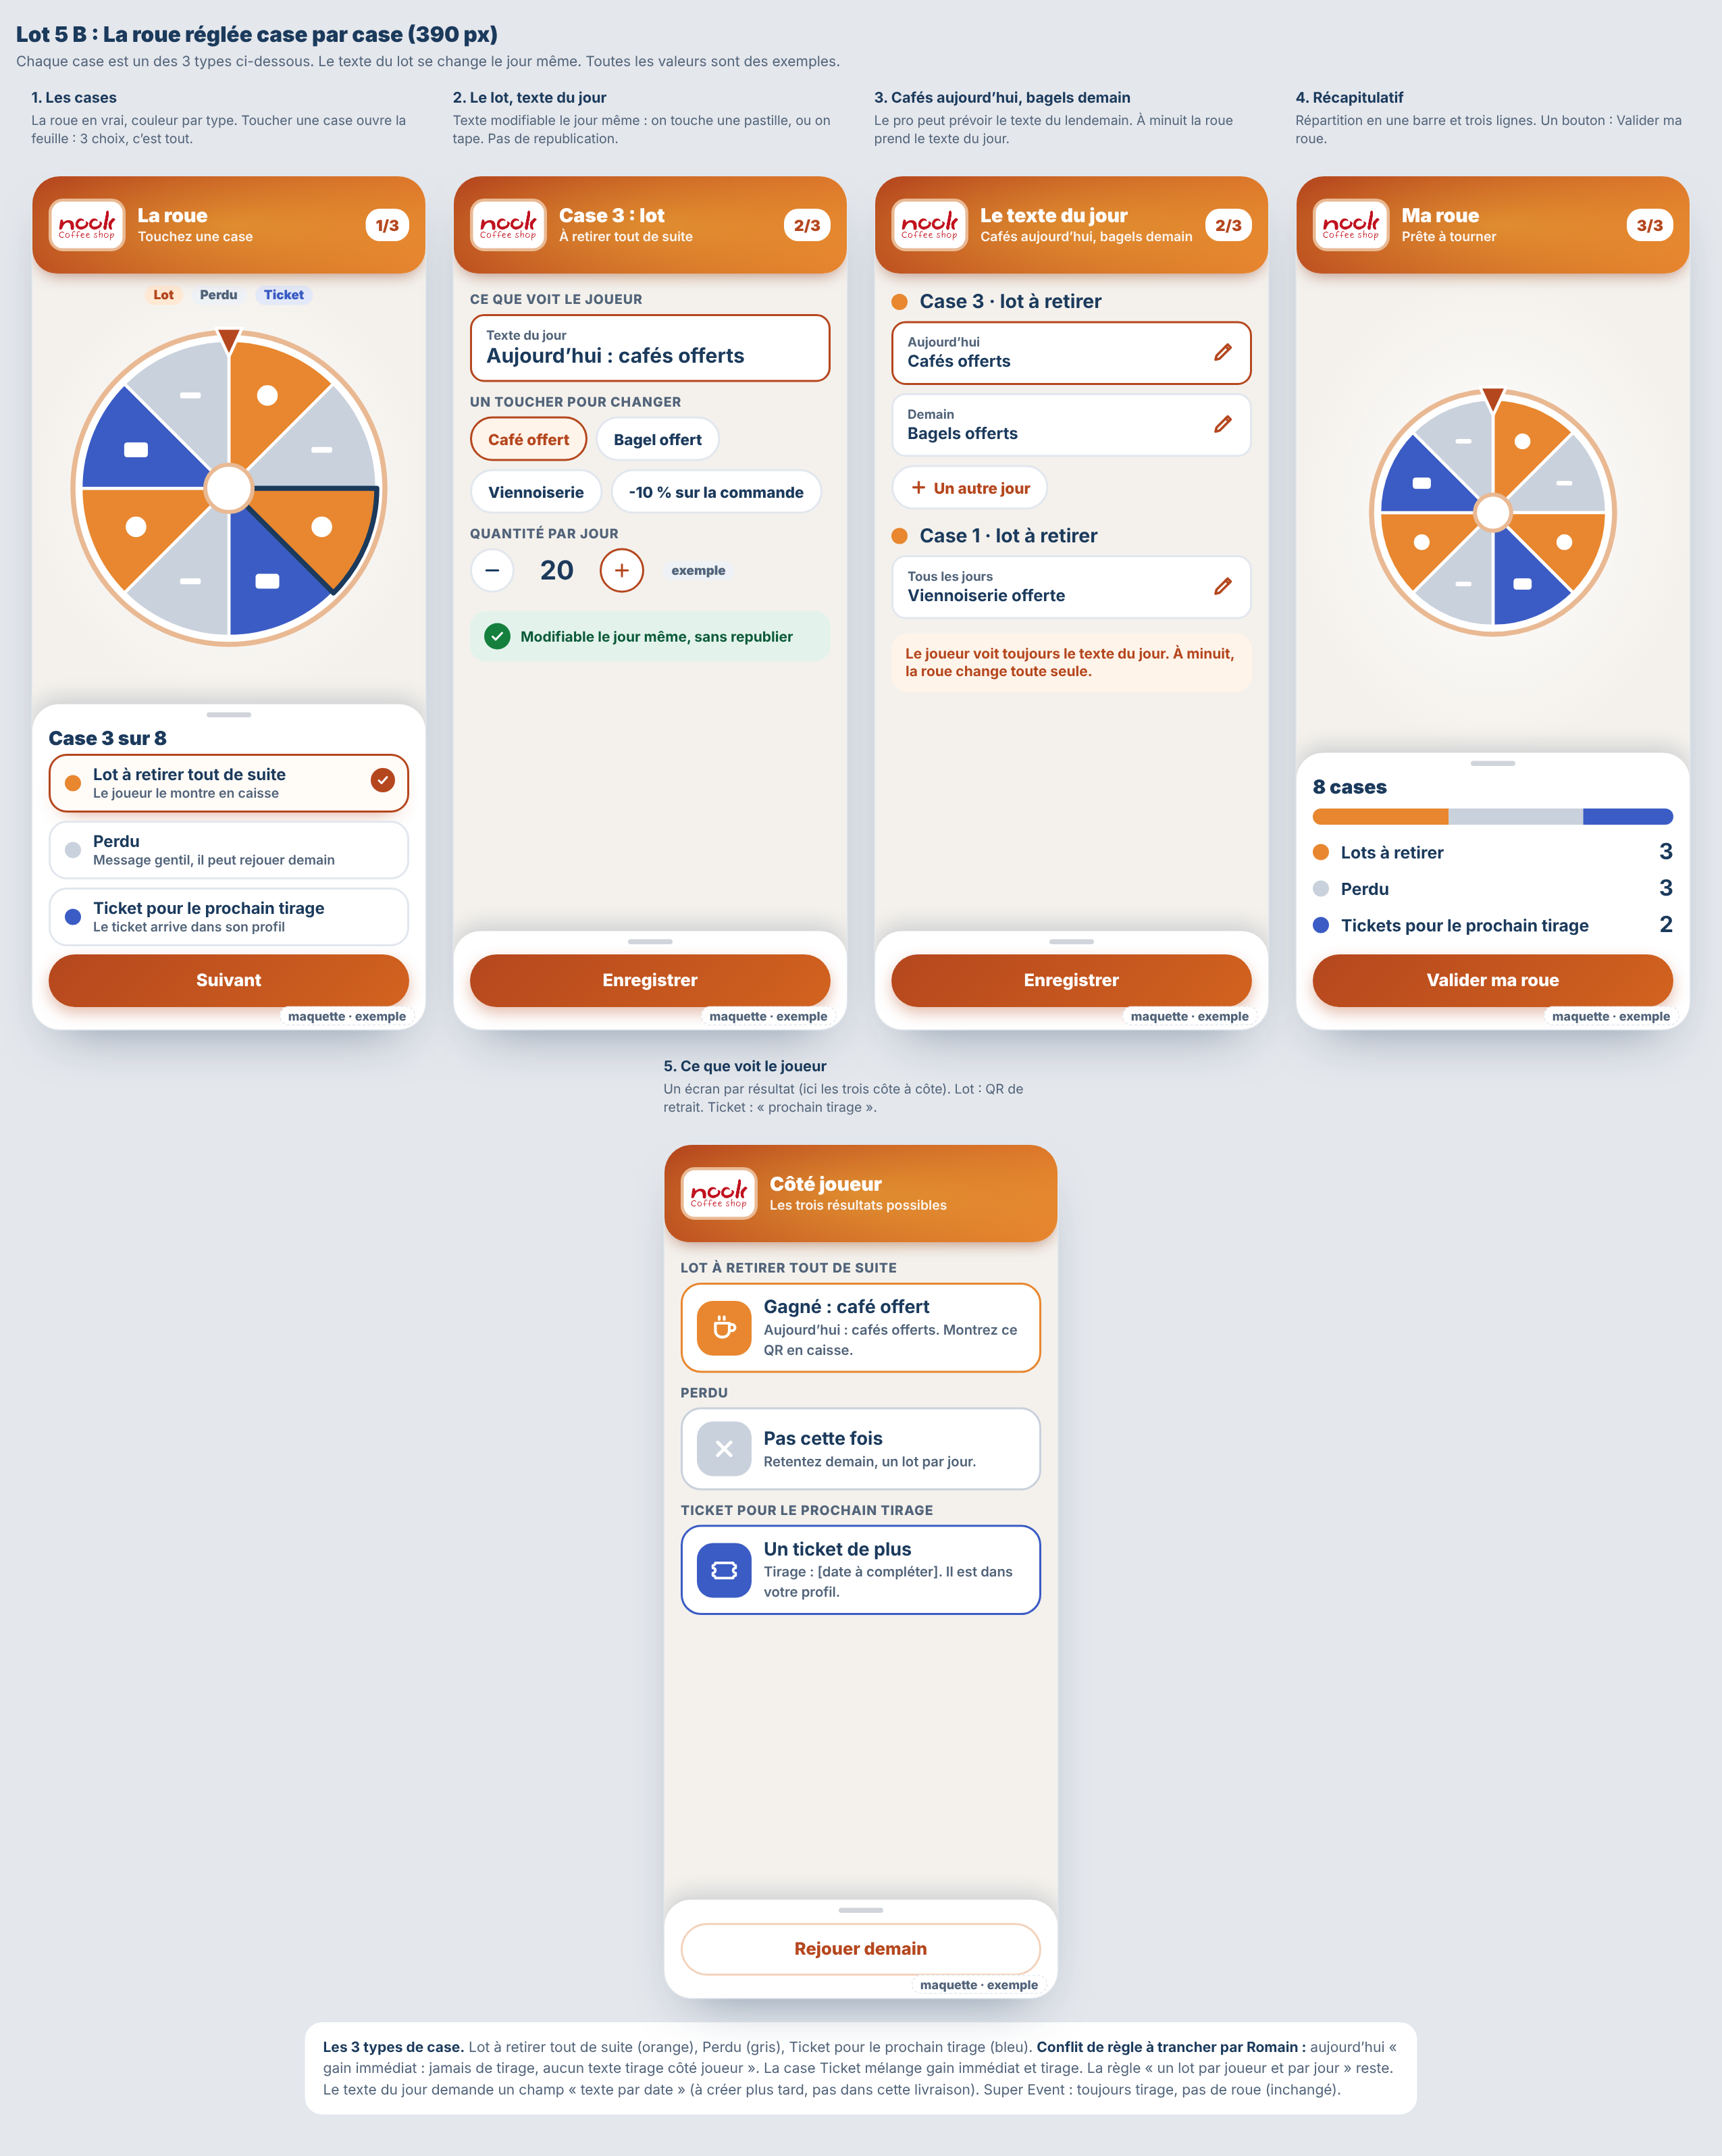 Lot 5 B : La roue réglée case par case (390 px)
Chaque case est un des 3 types ci-dessous. Le texte du lot se change le jour même. Toutes les valeurs sont des exemples.
1. Les cases
La roue en vrai, couleur par type. Toucher une case ouvre la
feuille : 3 choix, c’est tout.
nook
Coffee shop
La roue
Touchez une case
1/3
Lot
Perdu
Ticket
Case 3 sur 8
Lot à retirer tout de suite
Le joueur le montre en caisse
Perdu
Message gentil, il peut rejouer demain
Ticket pour le prochain tirage
Le ticket arrive dans son profil
Suivant
maquette · exemple
2. Le lot, texte du jour
Texte modifiable le jour même : on touche une pastille, ou on
tape. Pas de republication.
nook
Coffee shop
Case 3 : lot
À retirer tout de suite
2/3
CE QUE VOIT LE JOUEUR
Texte du jour
Aujourd’hui : cafés offerts
UN TOUCHER POUR CHANGER
Café offert
Bagel offert
Viennoiserie
-10 % sur la commande
QUANTITÉ PAR JOUR
− 20 +
exemple
Modifiable le jour même, sans republier
Enregistrer
maquette · exemple
3. Cafés aujourd’hui, bagels demain
Le pro peut prévoir le texte du lendemain. À minuit la roue
prend le texte du jour.
nook
Coffee shop
Le texte du jour
Cafés aujourd’hui, bagels demain
2/3
Case 3 · lot à retirer
Aujourd’hui
Cafés offerts
Demain
Bagels offerts
+ Un autre jour
Case 1 · lot à retirer
Tous les jours
Viennoiserie offerte
Le joueur voit toujours le texte du jour. À minuit,
la roue change toute seule.
Enregistrer
maquette · exemple
4. Récapitulatif
Répartition en une barre et trois lignes. Un bouton : Valider ma
roue.
nook
Coffee shop
Ma roue
Prête à tourner
3/3
8 cases
Lots à retirer 3
Perdu 3
Tickets pour le prochain tirage 2
Valider ma roue
maquette · exemple
5. Ce que voit le joueur
Un écran par résultat (ici les trois côte à côte). Lot : QR de
retrait. Ticket : « prochain tirage ».
nook
Coffee shop
Côté joueur
Les trois résultats possibles
LOT À RETIRER TOUT DE SUITE
Gagné : café offert
Aujourd’hui : cafés offerts. Montrez ce
QR en caisse.
PERDU
Pas cette fois
Retentez demain, un lot par jour.
TICKET POUR LE PROCHAIN TIRAGE
Un ticket de plus
Tirage : [date à compléter]. Il est dans
votre profil.
Rejouer demain
maquette · exemple
Les 3 types de case. Lot à retirer tout de suite (orange), Perdu (gris), Ticket pour le prochain tirage (bleu). Conflit de règle à trancher par Romain : aujourd’hui «
gain immédiat : jamais de tirage, aucun texte tirage côté joueur ». La case Ticket mélange gain immédiat et tirage. La règle « un lot par joueur et par jour » reste.
Le texte du jour demande un champ « texte par date » (à créer plus tard, pas dans cette livraison). Super Event : toujours tirage, pas de roue (inchangé).